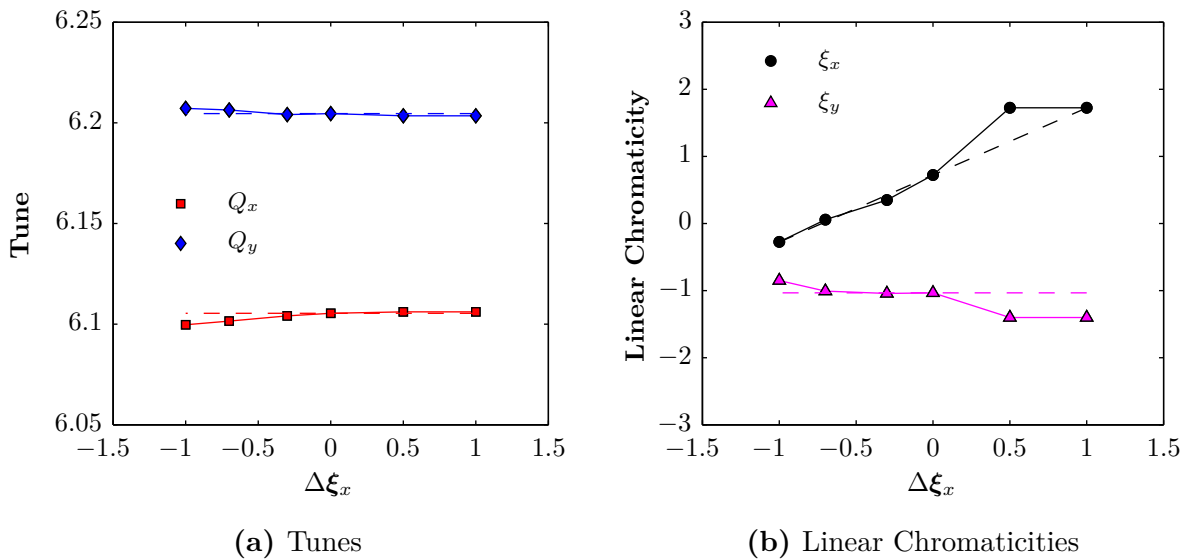 6.25
6.2
6.15
6.1
6.05
Tune
Q_x
Q_y
−1.5 −1 −0.5 0 0.5 1 1.5
Δξ_x
(a) Tunes
3
2
1
0
−1
−2
−3
Linear Chromaticity
ξ_x
ξ_y
−1.5 −1 −0.5 0 0.5 1 1.5
Δξ_x
(b) Linear Chromaticities